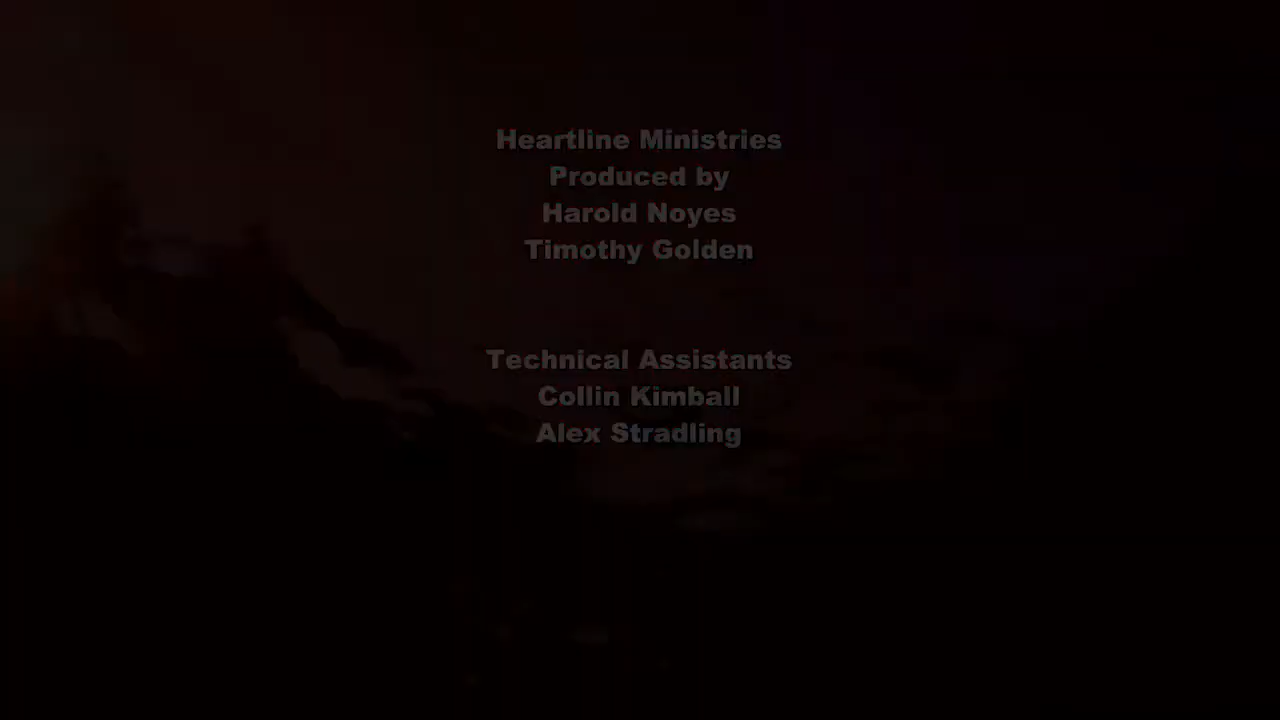 Heartline Ministries
Produced by
Harold Noyes
Timothy Golden
Technical Assistants
Collin Kimball
Alex Stradling